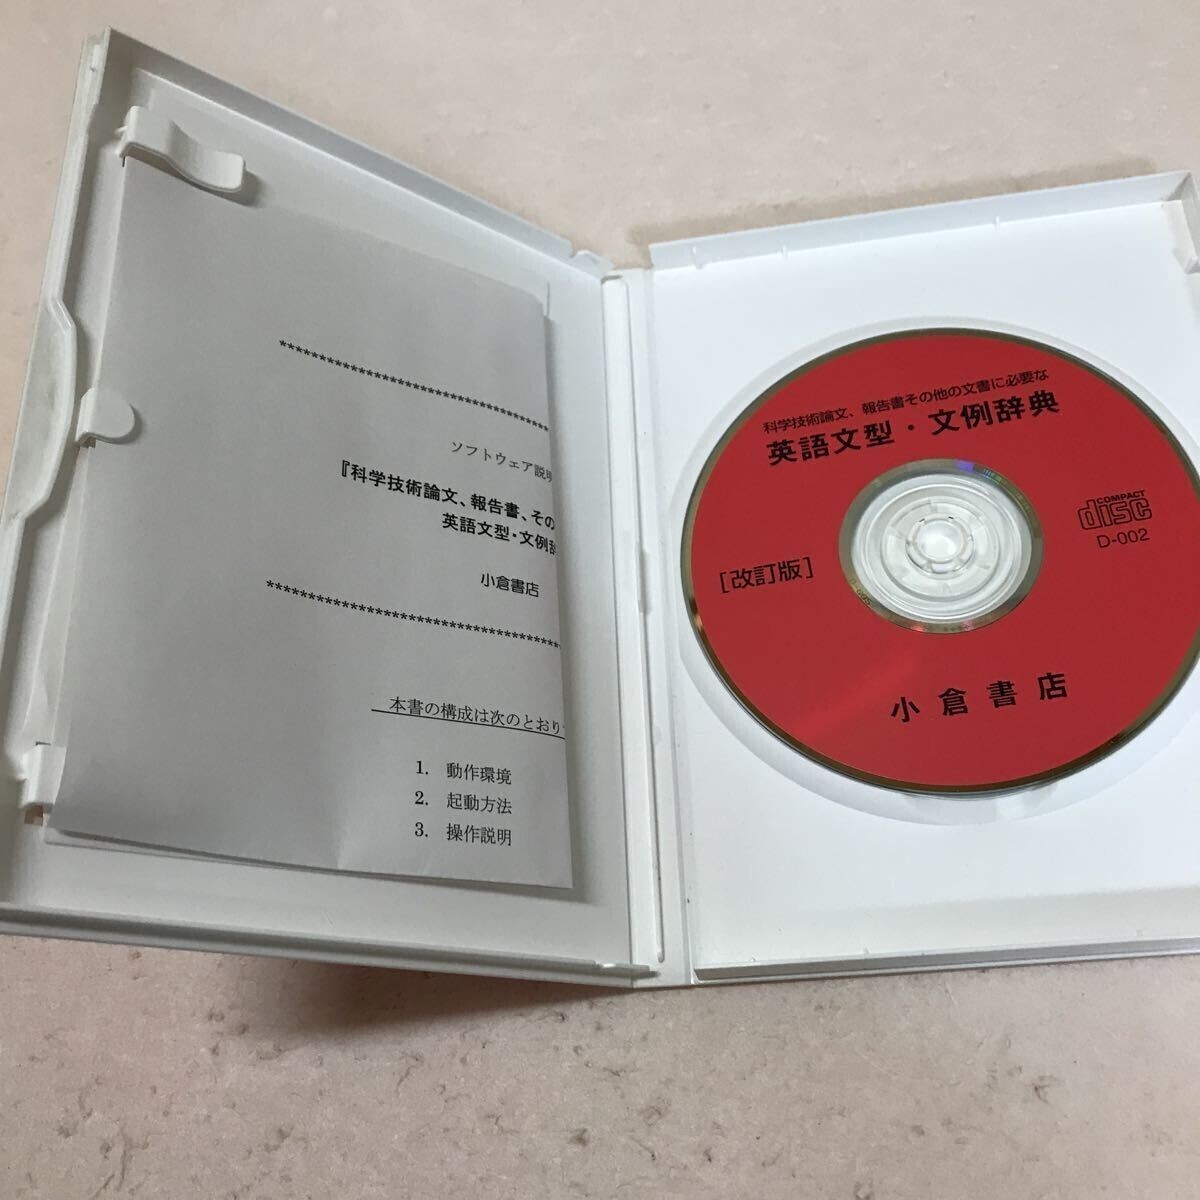 ****************************************
ソフトウェア説明
『科学技術論文、報告書、その
英語文型・文例辞
小倉書店
****************************************
本書の構成は次のとおり
1. 動作環境
2. 起動方法
3. 操作説明
科学技術論文、報告書その他の文書に必要な
英語文型・文例辞典
COMPACT
disc
D-002
[改訂版]
小倉書店